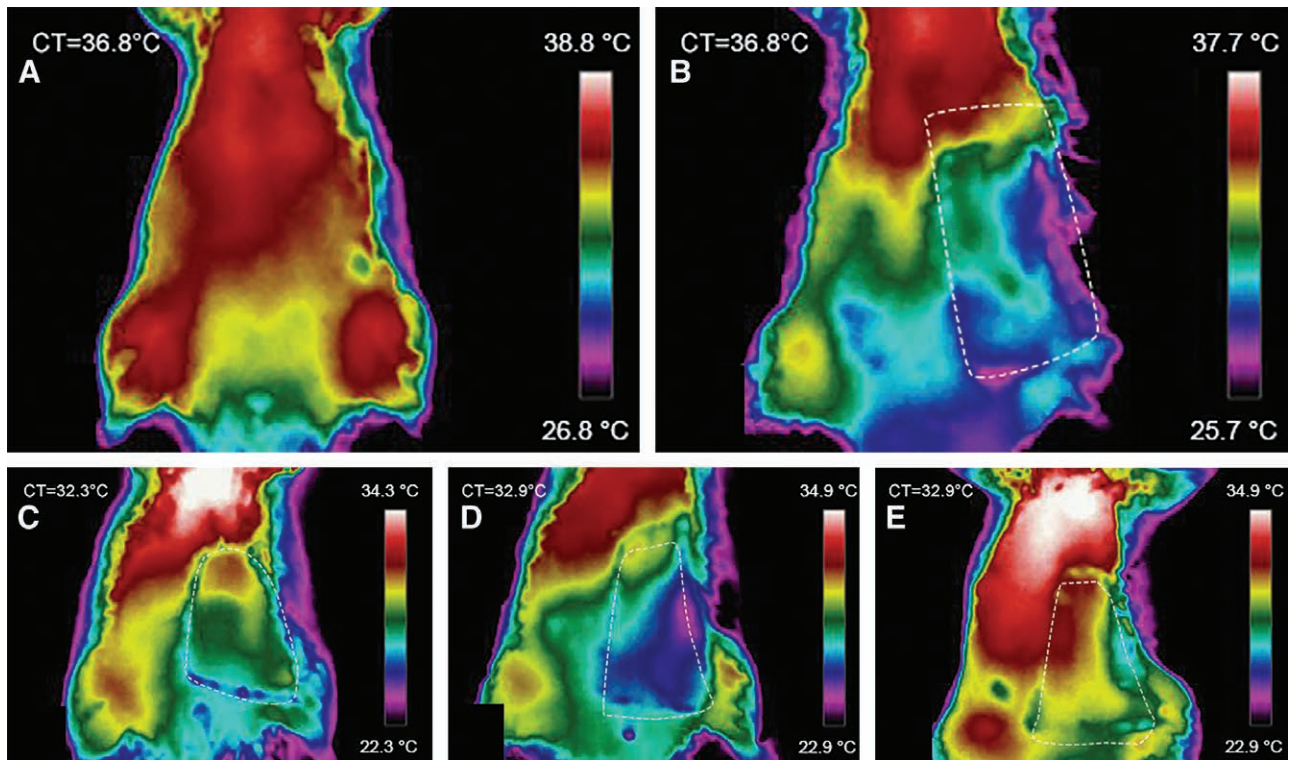 CT=36.8°C
38.8 °C
A
26.8 °C
CT=36.8°C
37.7 °C
B
25.7 °C
CT=32.3°C
34.3 °C
C
22.3 °C
CT=32.9°C
34.9 °C
D
22.9 °C
CT=32.9°C
34.9 °C
E
22.9 °C